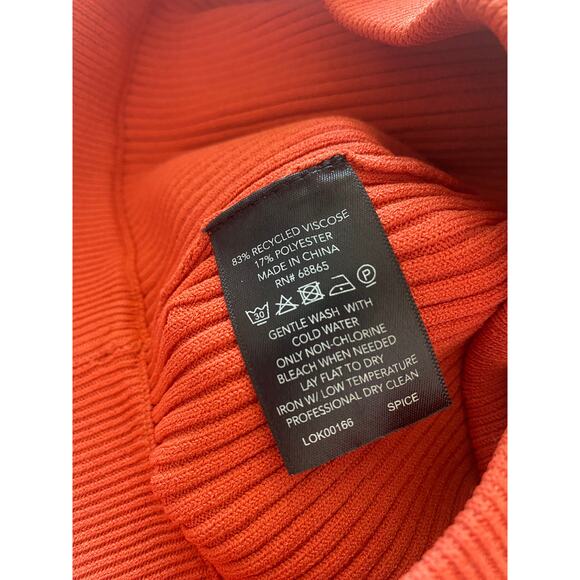 83% RECYCLED VISCOSE
17% POLYESTER
MADE IN CHINA
RN# 68865
30 P
GENTLE WASH WITH
COLD WATER
ONLY NON-CHLORINE
BLEACH WHEN NEEDED
LAY FLAT TO DRY
IRON W/ LOW TEMPERATURE
PROFESSIONAL DRY CLEAN
LOK00166 SPICE